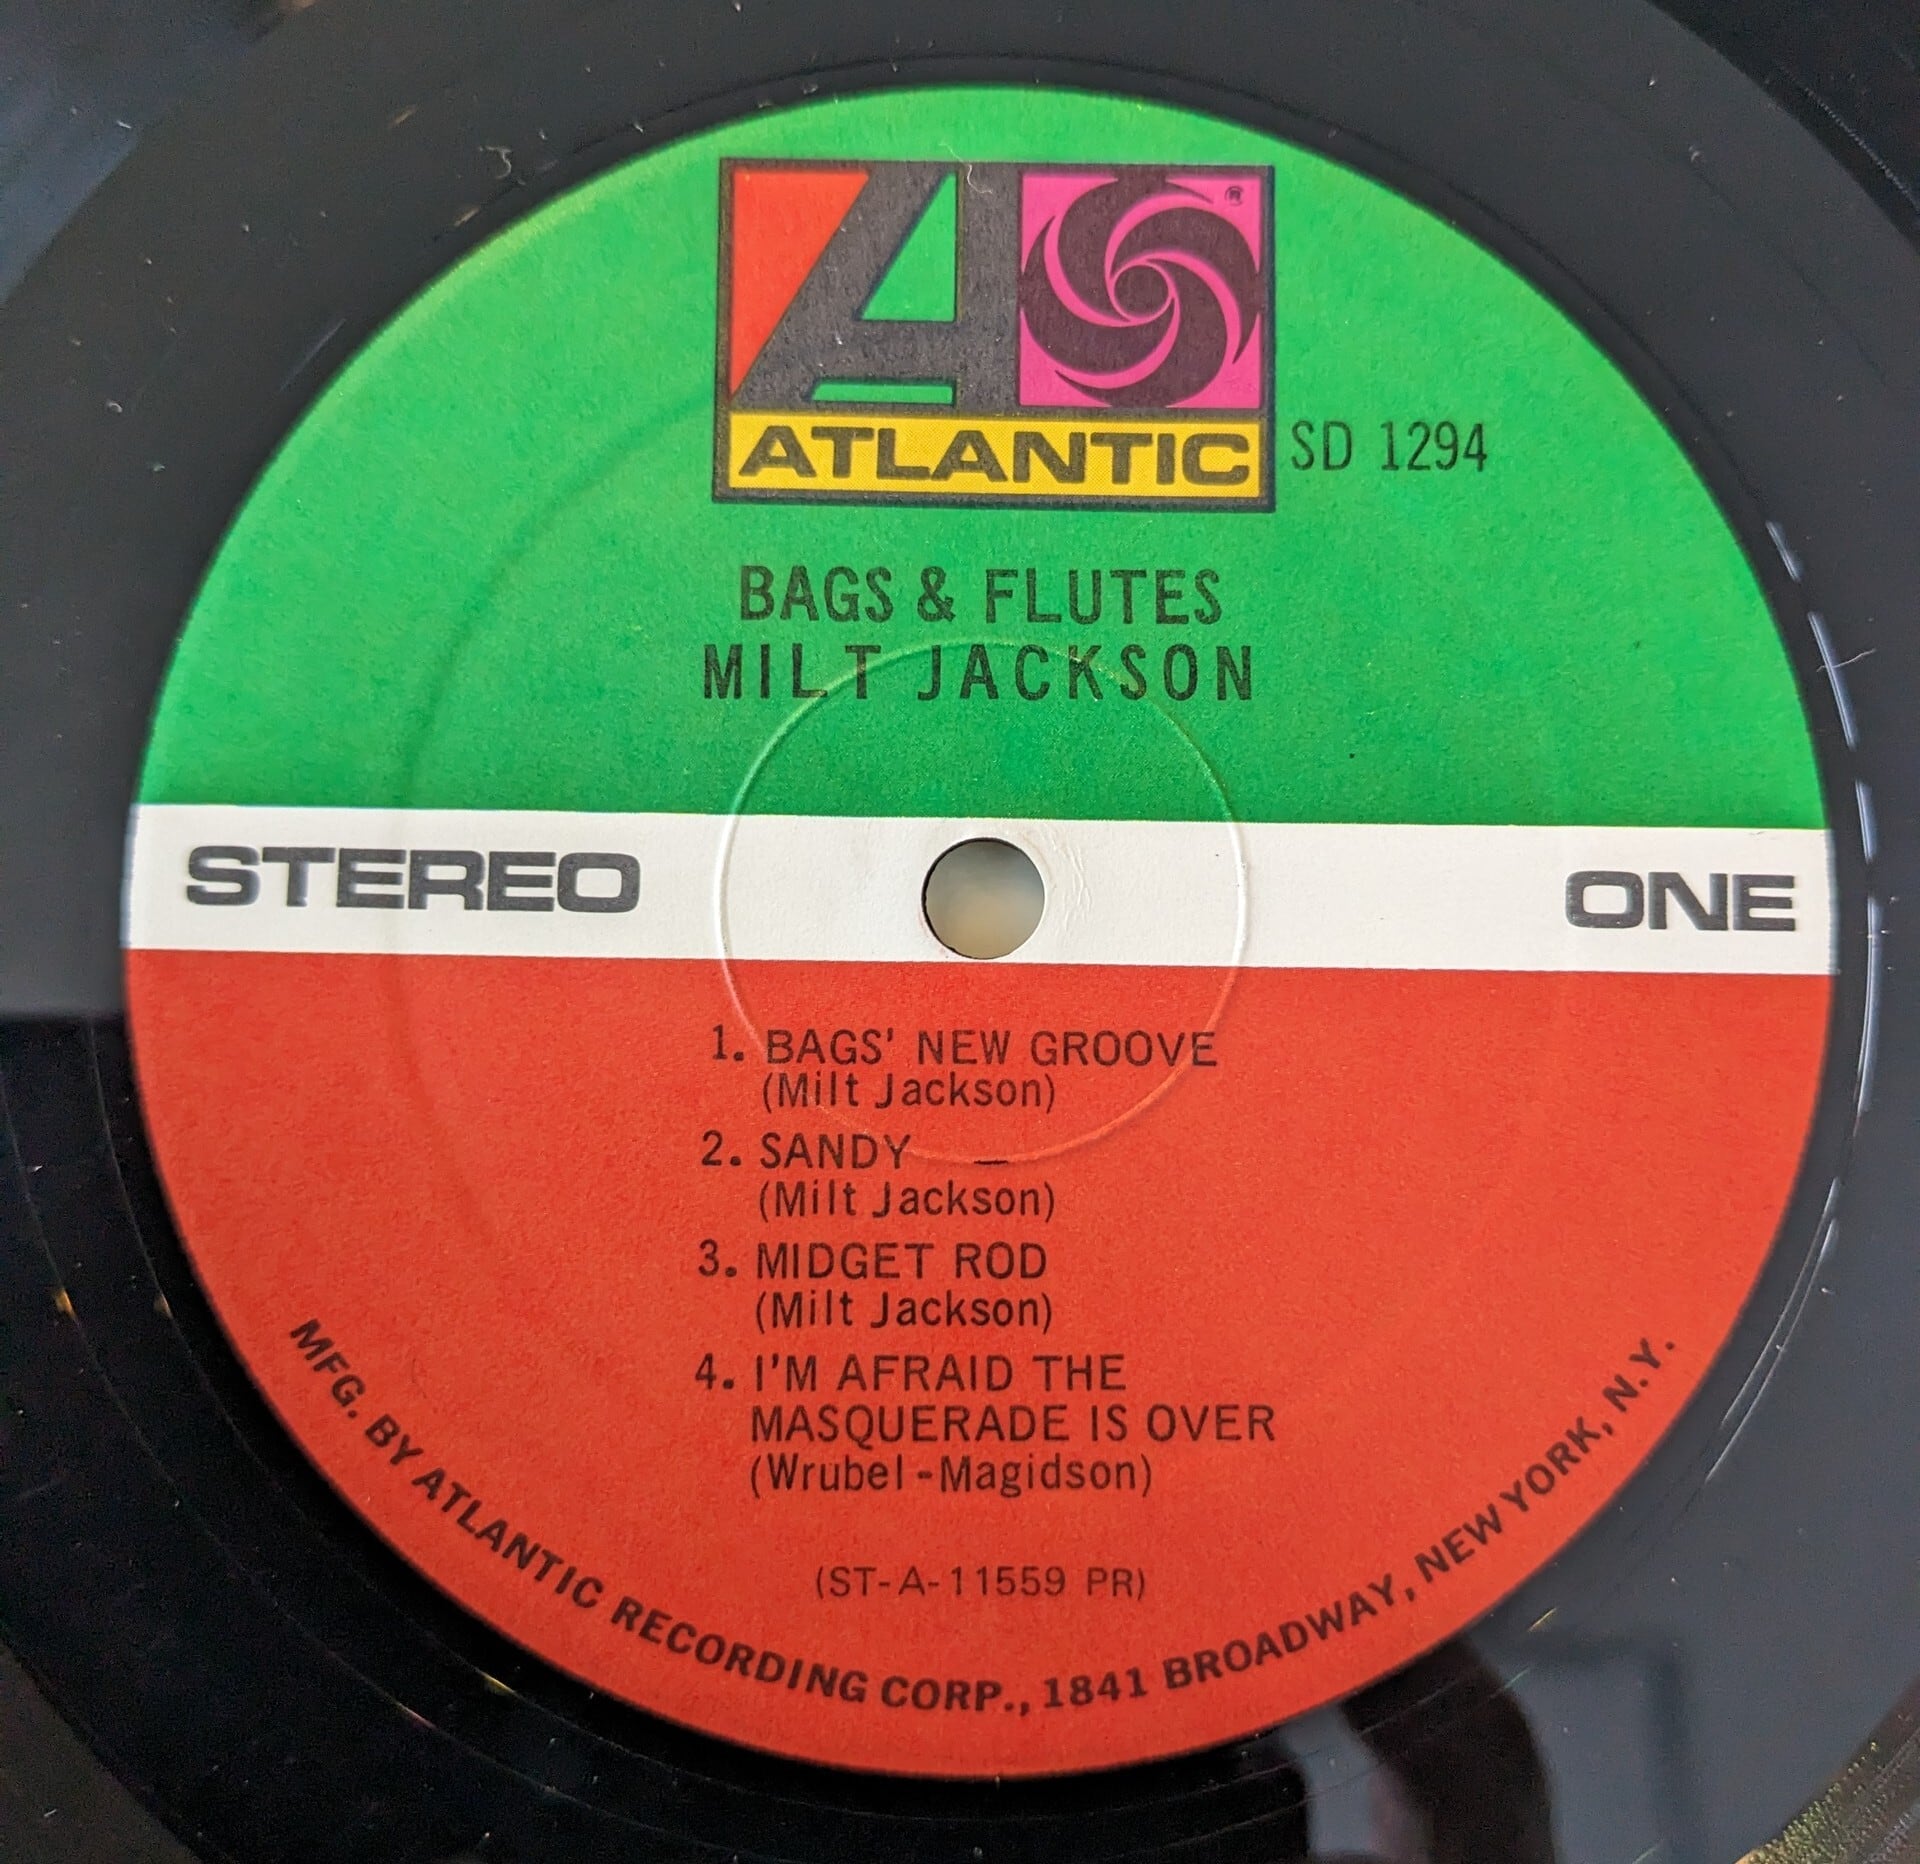 ®
ATLANTIC
SD 1294
BAGS & FLUTES
MILT JACKSON
STEREO
ONE
1. BAGS' NEW GROOVE
(Milt Jackson)
2. SANDY
(Milt Jackson)
3. MIDGET ROD
(Milt Jackson)
4. I'M AFRAID THE
MASQUERADE IS OVER
(Wrubel-Magidson)
(ST-A-11559 PR)
MFG. BY ATLANTIC RECORDING CORP., 1841 BROADWAY, NEW YORK, N.Y.